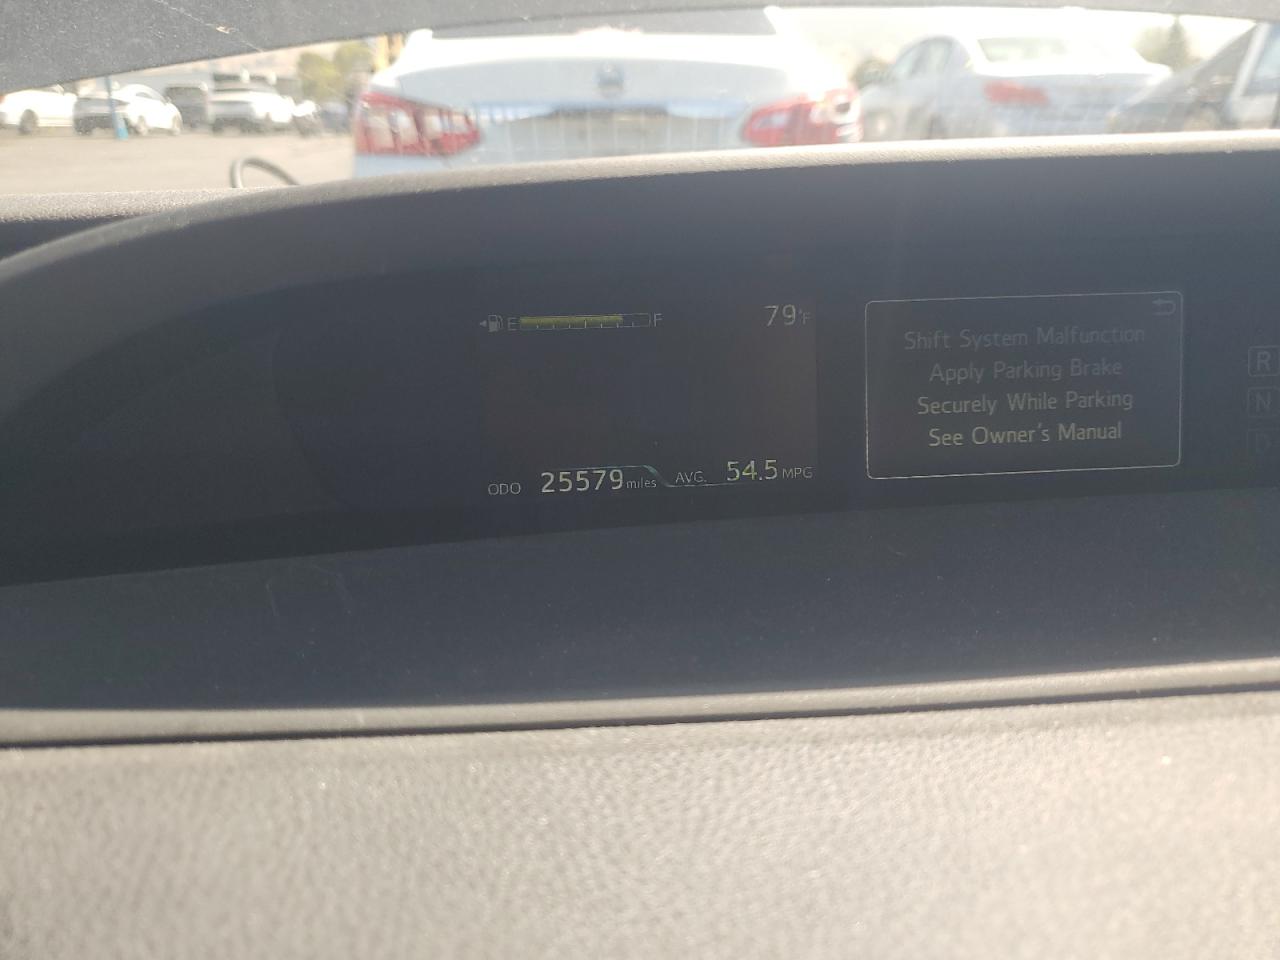 E F 79°F
Shift System Malfunction
Apply Parking Brake
Securely While Parking
See Owner's Manual
ODO 25579 miles AVG. 54.5 MPG
R
N
D